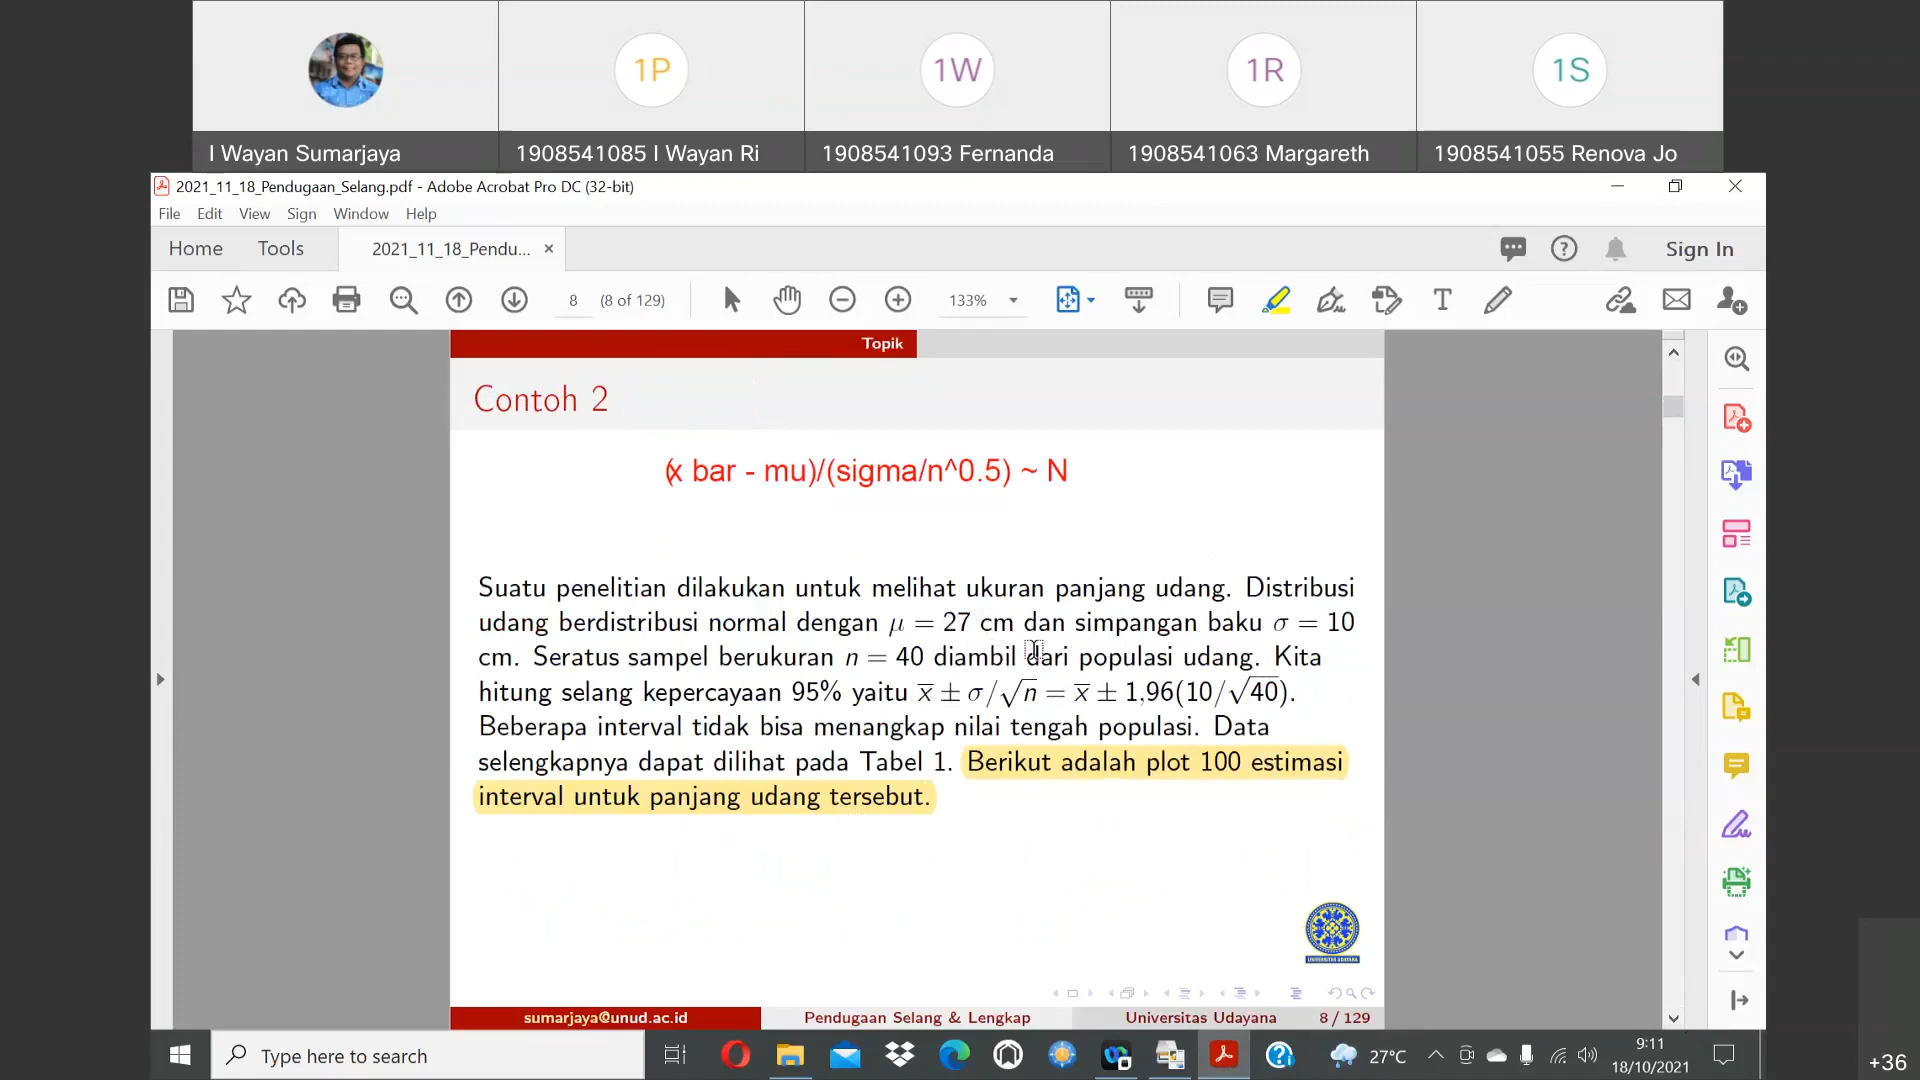 1P
1W
1R
1S
I Wayan Sumarjaya
1908541085 I Wayan Ri
1908541093 Fernanda
1908541063 Margareth
1908541055 Renova Jo
2021_11_18_Pendugaan_Selang.pdf - Adobe Acrobat Pro DC (32-bit)
File Edit View Sign Window Help
Home Tools 2021_11_18_Pendu... × Sign In
8 (8 of 129) 133%
Topik
Contoh 2
(x bar - mu)/(sigma/n^0.5) ~ N
Suatu penelitian dilakukan untuk melihat ukuran panjang udang. Distribusi
udang berdistribusi normal dengan μ = 27 cm dan simpangan baku σ = 10
cm. Seratus sampel berukuran n = 40 diambil dari populasi udang. Kita
hitung selang kepercayaan 95% yaitu x̅ ± σ/√n = x̅ ± 1,96(10/√40).
Beberapa interval tidak bisa menangkap nilai tengah populasi. Data
selengkapnya dapat dilihat pada Tabel 1. Berikut adalah plot 100 estimasi
interval untuk panjang udang tersebut.
UNIVERSITAS UDAYANA
sumarjaya@unud.ac.id Pendugaan Selang & Lengkap Universitas Udayana 8 / 129
Type here to search
27°C
9:11
18/10/2021
+36